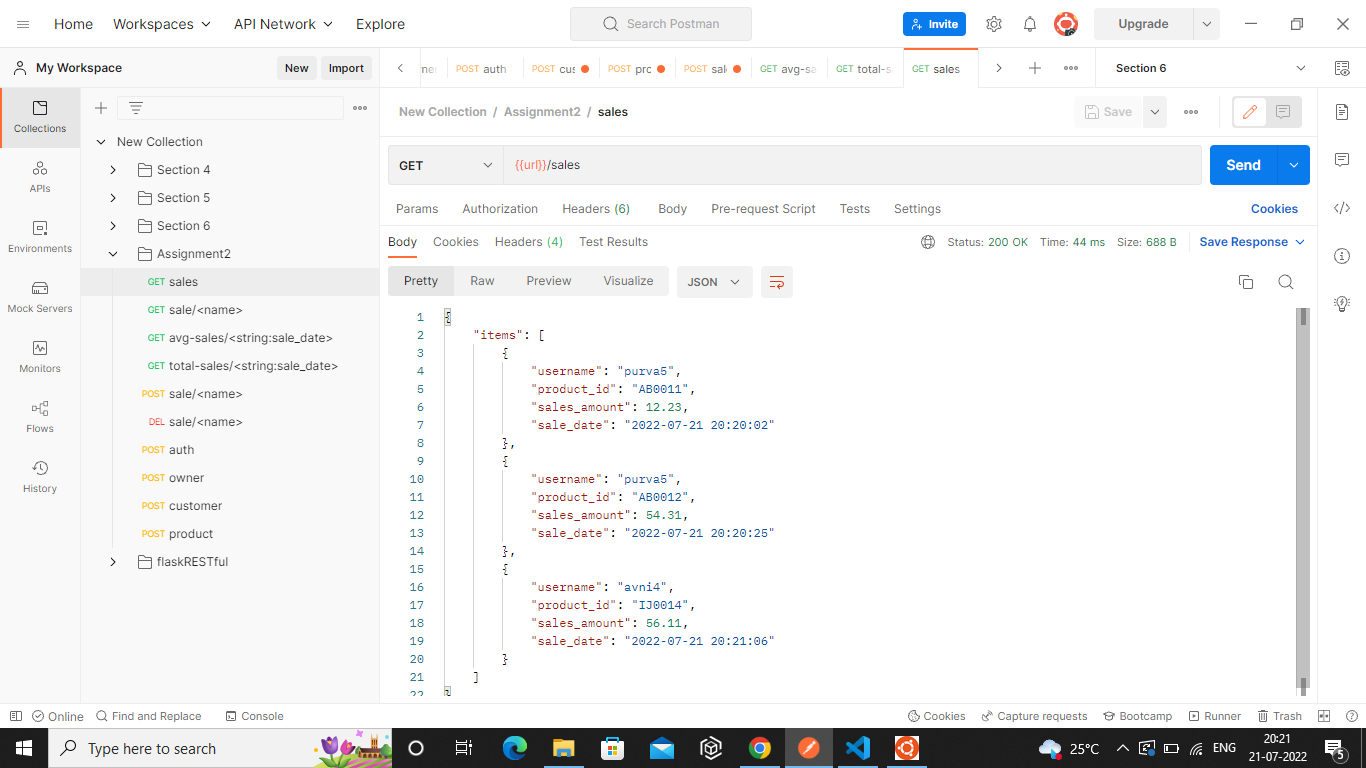 Home Workspaces API Network Explore Search Postman Invite Upgrade
My Workspace New Import
POST auth POST cus POST pro POST sal GET avg-sa GET total-s GET sales Section 6
New Collection / Assignment2 / sales Save
Collections
APIs
Environments
Mock Servers
Monitors
Flows
History
New Collection
Section 4
Section 5
Section 6
Assignment2
GET sales
GET sale/<name>
GET avg-sales/<string:sale_date>
GET total-sales/<string:sale_date>
POST sale/<name>
DEL sale/<name>
POST auth
POST owner
POST customer
POST product
flaskRESTful
GET {{url}}/sales Send
Params Authorization Headers (6) Body Pre-request Script Tests Settings Cookies
Body Cookies Headers (4) Test Results Status: 200 OK Time: 44 ms Size: 688 B Save Response
Pretty Raw Preview Visualize JSON
1 {
2 "items": [
3 {
4 "username": "purva5",
5 "product_id": "AB0011",
6 "sales_amount": 12.23,
7 "sale_date": "2022-07-21 20:20:02"
8 },
9 {
10 "username": "purva5",
11 "product_id": "AB0012",
12 "sales_amount": 54.31,
13 "sale_date": "2022-07-21 20:20:25"
14 },
15 {
16 "username": "avni4",
17 "product_id": "IJ0014",
18 "sales_amount": 56.11,
19 "sale_date": "2022-07-21 20:21:06"
20 }
21 ]
22 }
Online Find and Replace Console Cookies Capture requests Bootcamp Runner Trash
Type here to search 25°C ENG 20:21
21-07-2022 5